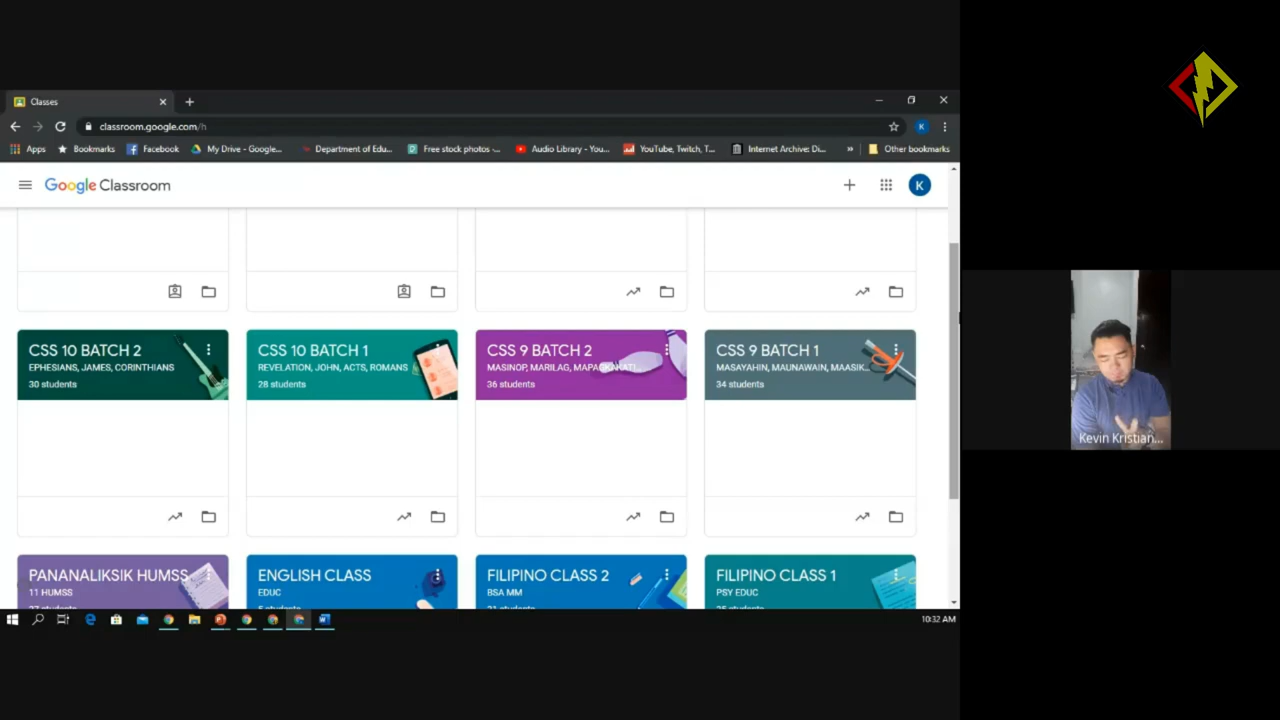 Classes
classroom.google.com/h
K
Apps
Bookmarks
Facebook
My Drive - Google...
Department of Edu...
Free stock photos -...
Audio Library - You...
YouTube, Twitch, T...
Internet Archive: Di...
»
Other bookmarks
Google Classroom
K
CSS 10 BATCH 2
EPHESIANS, JAMES, CORINTHIANS
30 students
CSS 10 BATCH 1
REVELATION, JOHN, ACTS, ROMANS
28 students
CSS 9 BATCH 2
MASINOP, MARILAG,
36 students
CSS 9 BATCH 1
MASAYAHIN, MAUNAWAIN, MAASIK...
34 students
PANANALIKSIK HUMSS
11 HUMSS
ENGLISH CLASS
EDUC
5 students
FILIPINO CLASS 2
BSA MM
FILIPINO CLASS 1
PSY EDUC
10:32 AM
Kevin Kristian...